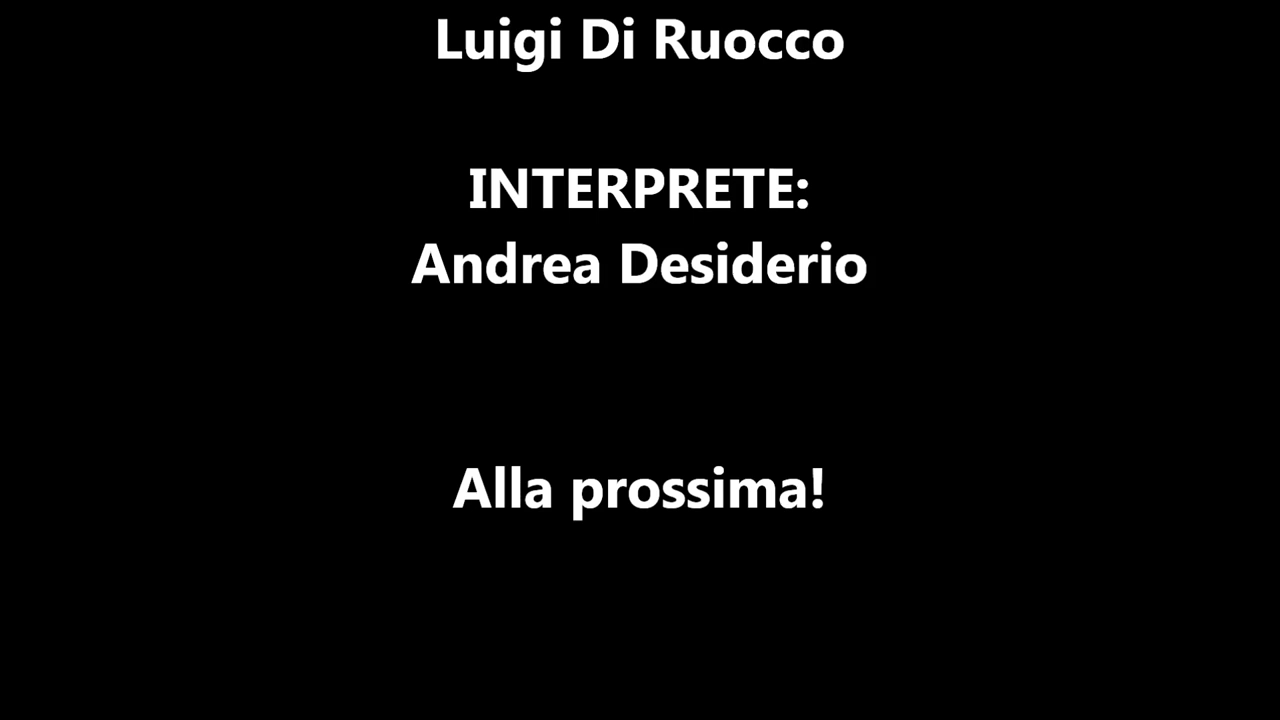 Luigi Di Ruocco
INTERPRETE:
Andrea Desiderio
Alla prossima!